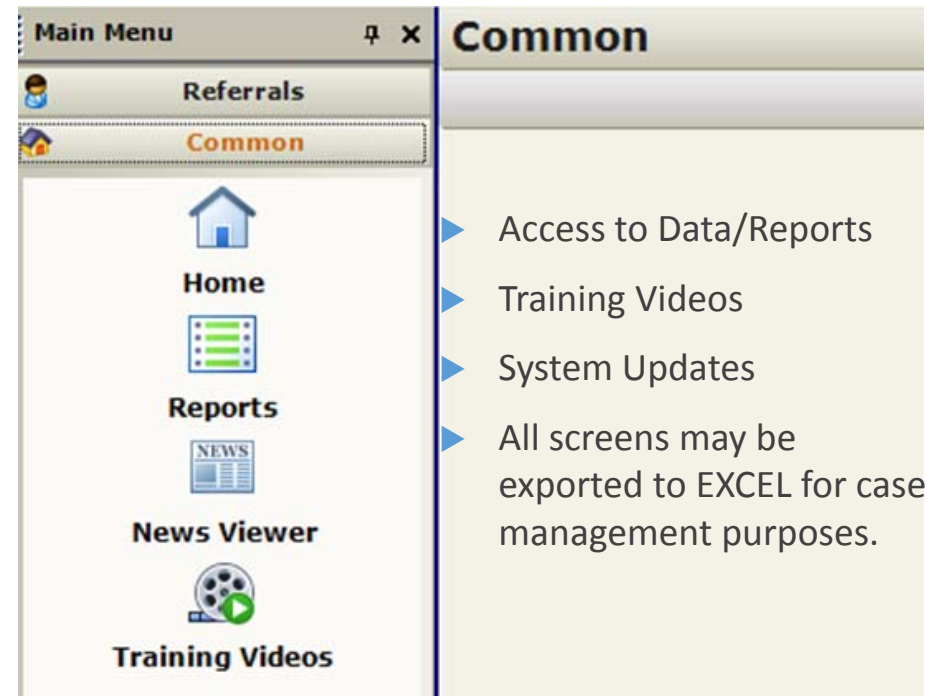 Main Menu
Referrals
Common
Home
Reports
NEWS
News Viewer
Training Videos
Common
Access to Data/Reports
Training Videos
System Updates
All screens may be
exported to EXCEL for case
management purposes.